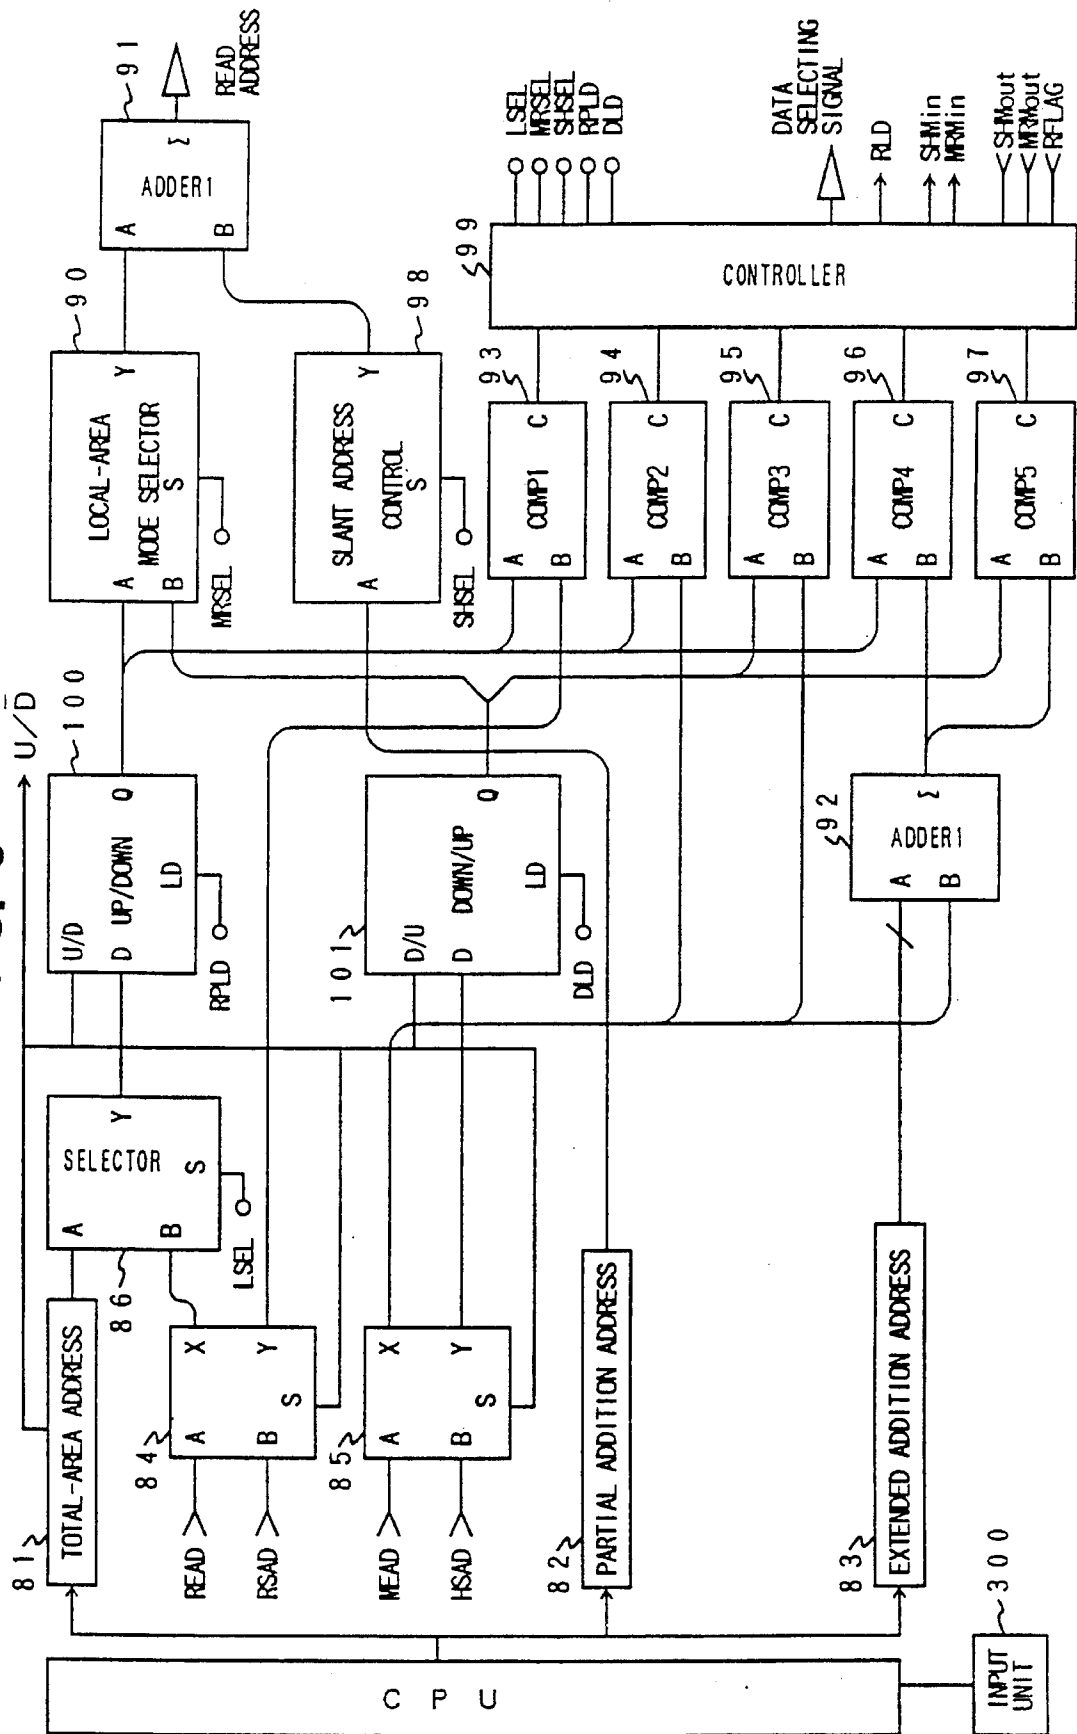 U/D̅
81
TOTAL-AREA ADDRESS
86
A
SELECTOR
B
Y
S
LSEL
84
A
B
X
Y
S
READ
RSAD
85
A
B
X
Y
S
MEAD
HSAD
82
PARTIAL ADDITION ADDRESS
83
EXTENDED ADDITION ADDRESS
CPU
300
INPUT
UNIT
100
U/D
D
UP/DOWN
Q
LD
RPLD
101
D/U
D
DOWN/UP
Q
LD
DLD
92
A
B
ADDER1
Σ
90
LOCAL-AREA
MODE SELECTOR
A
B
Y
S
MRSEL
98
SLANT ADDRESS
CONTROL
A
Y
S
SHSEL
91
A
B
ADDER1
Σ
READ
ADDRESS
93
A
B
COMP1
C
94
A
B
COMP2
C
95
A
B
COMP3
C
96
A
B
COMP4
C
97
A
B
COMP5
C
99
CONTROLLER
LSEL
MRSEL
SHSEL
RPLD
DLD
DATA
SELECTING
SIGNAL
RLD
SHMin
MRMin
SHMout
MRMout
RFLAG